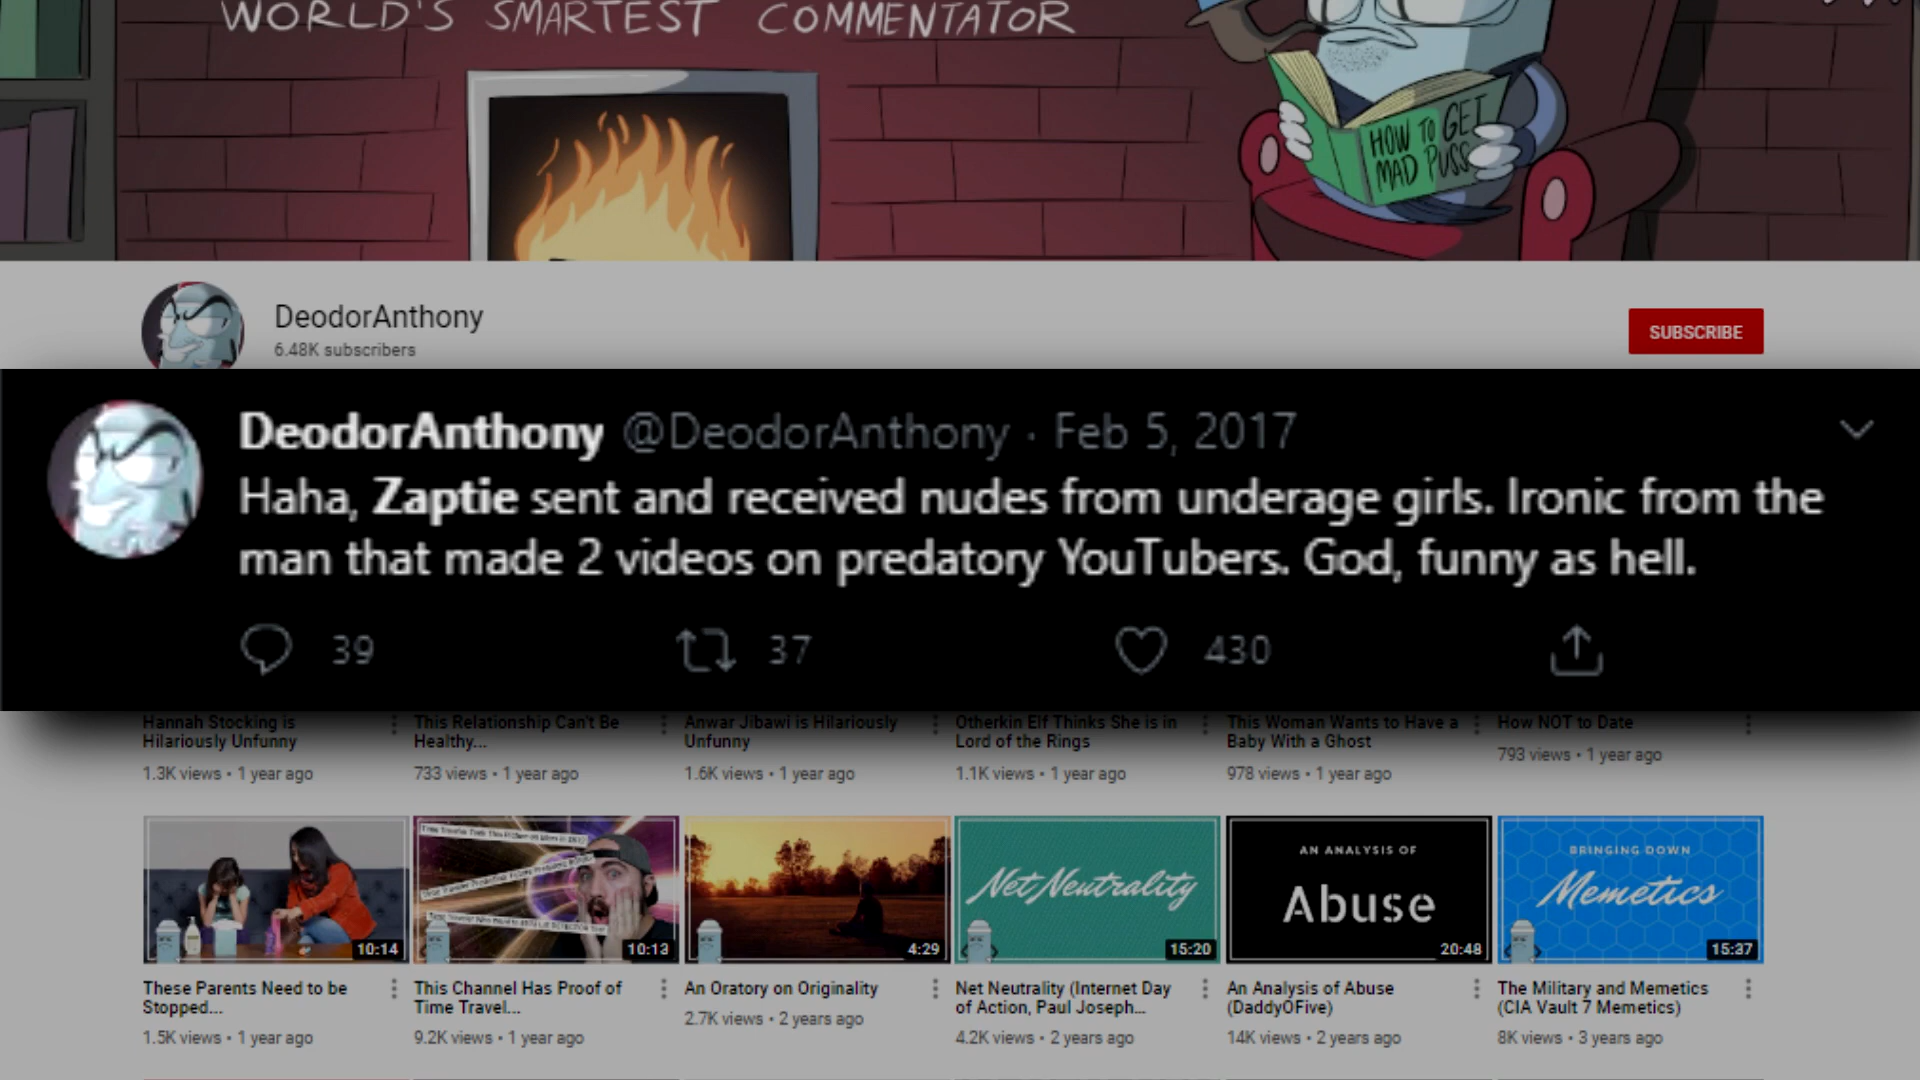 WORLD'S SMARTEST COMMENTATOR
HOW TO GET
MAD PUSS
DeodorAnthony
6.48K subscribers
SUBSCRIBE
DeodorAnthony @DeodorAnthony · Feb 5, 2017
Haha, Zaptie sent and received nudes from underage girls. Ironic from the
man that made 2 videos on predatory YouTubers. God, funny as hell.
39 37 430
Hannah Stocking is
Hilariously Unfunny
1.3K views • 1 year ago
This Relationship Can't Be
Healthy...
733 views • 1 year ago
Anwar Jibawi is Hilariously
Unfunny
1.6K views • 1 year ago
Otherkin Elf Thinks She is in
Lord of the Rings
1.1K views • 1 year ago
This Woman Wants to Have a
Baby With a Ghost
978 views • 1 year ago
How NOT to Date
793 views • 1 year ago
10:14
These Parents Need to be
Stopped...
1.5K views • 1 year ago
10:13
This Channel Has Proof of
Time Travel...
9.2K views • 1 year ago
4:29
An Oratory on Originality
2.7K views • 2 years ago
Net Neutrality
15:20
Net Neutrality (Internet Day
of Action, Paul Joseph...
4.2K views • 2 years ago
AN ANALYSIS OF
Abuse
20:48
An Analysis of Abuse
(DaddyOFive)
14K views • 2 years ago
BRINGING DOWN
Memetics
15:37
The Military and Memetics
(CIA Vault 7 Memetics)
8K views • 3 years ago